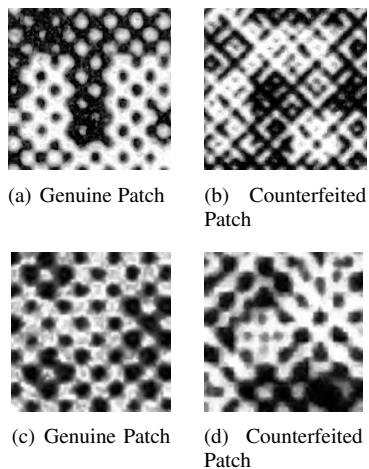 (a) Genuine Patch
(b) Counterfeited
Patch
(c) Genuine Patch
(d) Counterfeited
Patch